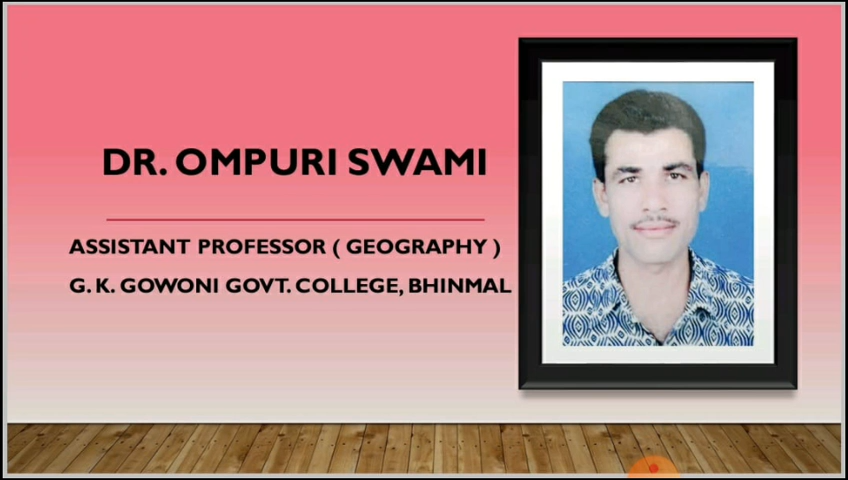 DR. OMPURI SWAMI
ASSISTANT PROFESSOR ( GEOGRAPHY )
G. K. GOWONI GOVT. COLLEGE, BHINMAL